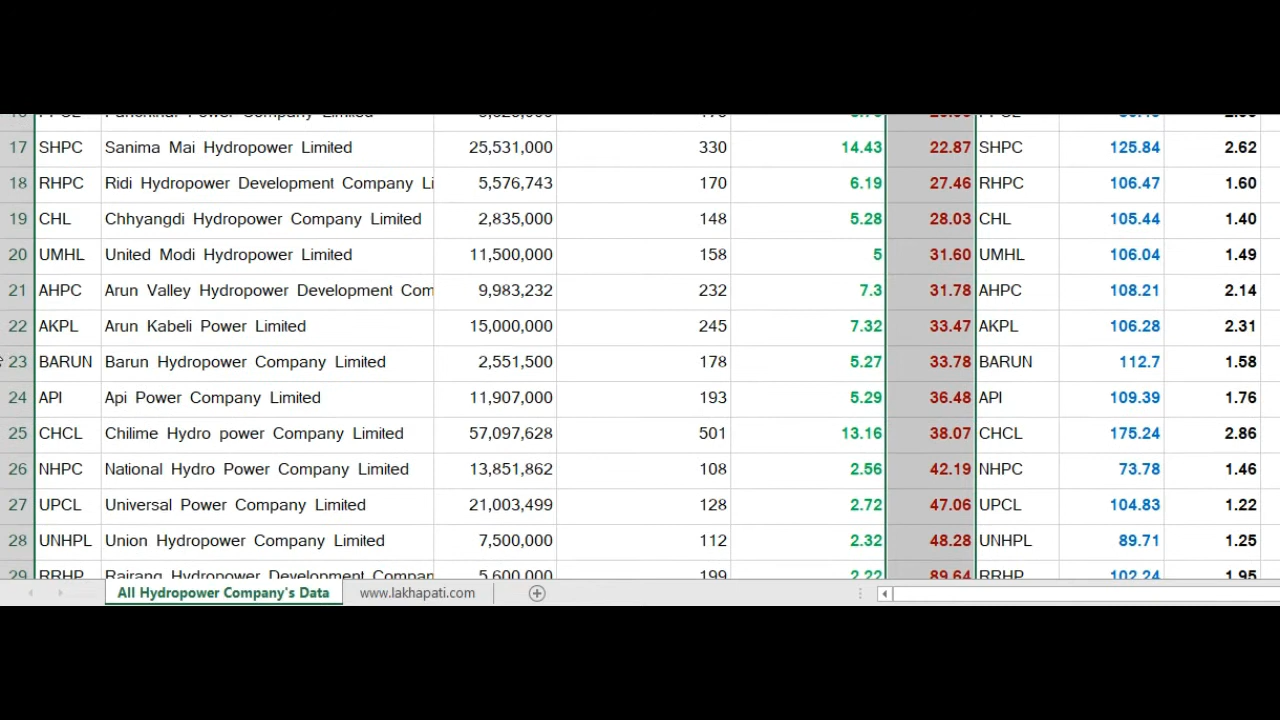 17 SHPC Sanima Mai Hydropower Limited 25,531,000 330 14.43 22.87 SHPC 125.84 2.62
18 RHPC Ridi Hydropower Development Company Li 5,576,743 170 6.19 27.46 RHPC 106.47 1.60
19 CHL Chhyangdi Hydropower Company Limited 2,835,000 148 5.28 28.03 CHL 105.44 1.40
20 UMHL United Modi Hydropower Limited 11,500,000 158 5 31.60 UMHL 106.04 1.49
21 AHPC Arun Valley Hydropower Development Com 9,983,232 232 7.3 31.78 AHPC 108.21 2.14
22 AKPL Arun Kabeli Power Limited 15,000,000 245 7.32 33.47 AKPL 106.28 2.31
23 BARUN Barun Hydropower Company Limited 2,551,500 178 5.27 33.78 BARUN 112.7 1.58
24 API Api Power Company Limited 11,907,000 193 5.29 36.48 API 109.39 1.76
25 CHCL Chilime Hydro power Company Limited 57,097,628 501 13.16 38.07 CHCL 175.24 2.86
26 NHPC National Hydro Power Company Limited 13,851,862 108 2.56 42.19 NHPC 73.78 1.46
27 UPCL Universal Power Company Limited 21,003,499 128 2.72 47.06 UPCL 104.83 1.22
28 UNHPL Union Hydropower Company Limited 7,500,000 112 2.32 48.28 UNHPL 89.71 1.25
29 RRHP Rairang Hydropower Development Compan 5,600,000 199 2.22 89.64 RRHP 102.24 1.95
All Hydropower Company's Data www.lakhapati.com